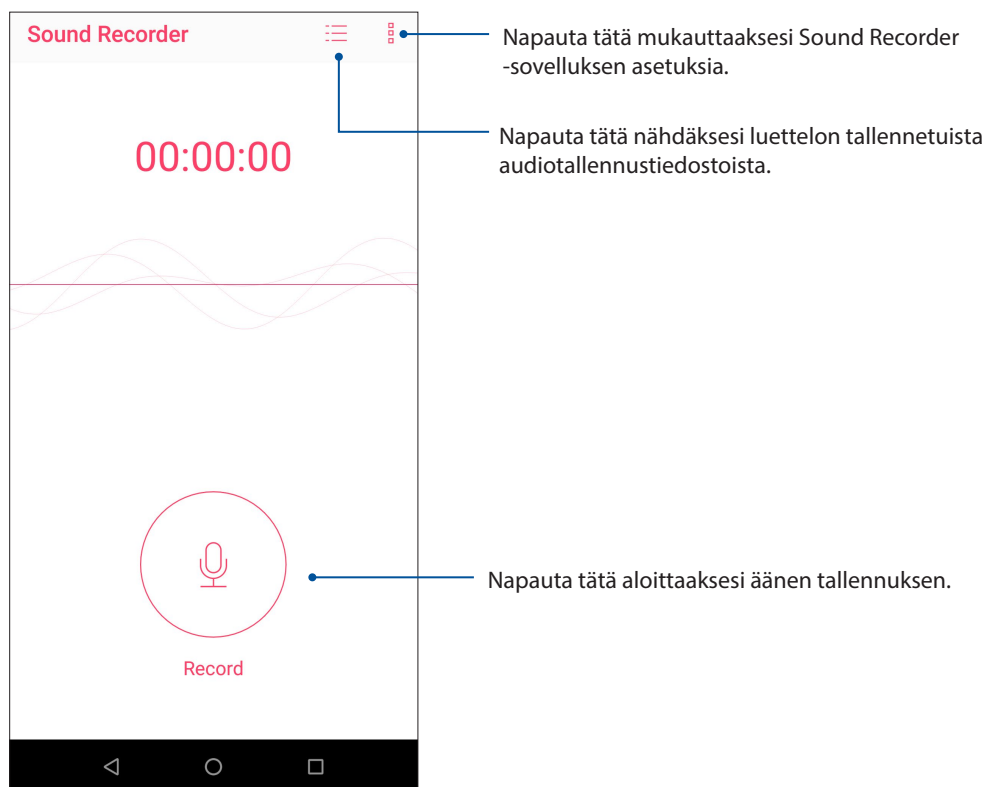 Sound Recorder
Napauta tätä mukauttaaksesi Sound Recorder
-sovelluksen asetuksia.
Napauta tätä nähdäksesi luettelon tallennetuista
audiotallennustiedostoista.
00:00:00
Napauta tätä aloittaaksesi äänen tallennuksen.
Record